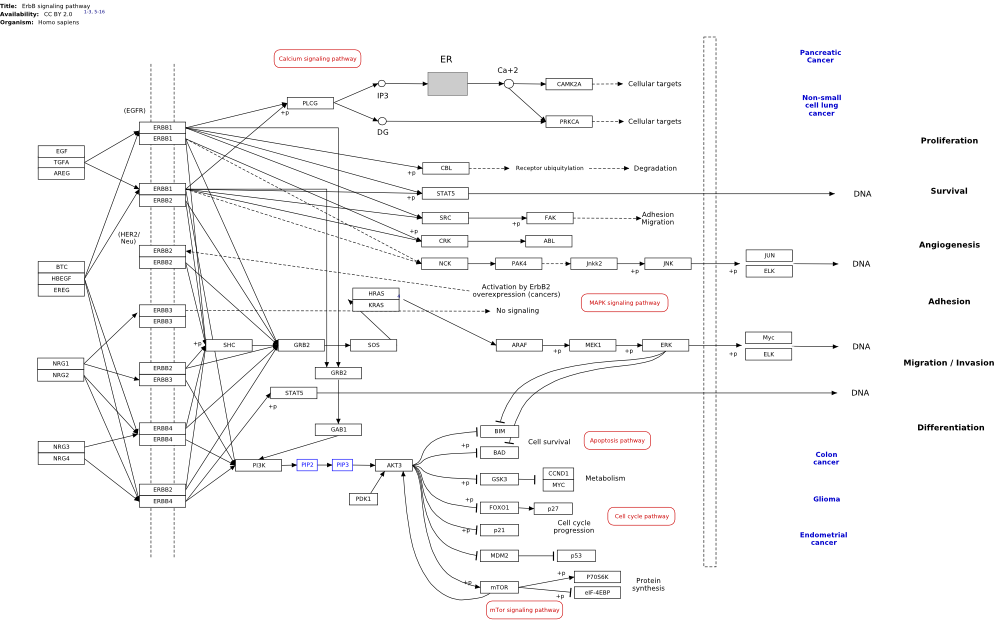 Title: ErbB signaling pathway
Availability: CC BY 2.0
1-3, 5-16
Organism: Homo sapiens
Calcium signaling pathway
ER
Ca+2
IP3
CAMK2A
Cellular targets
PLCG
+p
DG
PRKCA
Cellular targets
(EGFR)
ERBB1
ERBB1
EGF
TGFA
AREG
ERBB1
ERBB2
CBL
+p
Receptor ubiquitylation
Degradation
STAT5
+p
DNA
SRC
+p
FAK
+p
Adhesion
Migration
CRK
ABL
(HER2/
Neu)
ERBB2
ERBB2
NCK
PAK4
Jnkk2
+p
JNK
+p
JUN
ELK
DNA
BTC
HBEGF
EREG
Activation by ErbB2
overexpression (cancers)
HRAS
KRAS
MAPK signaling pathway
No signaling
ERBB3
ERBB3
+p
SHC
GRB2
SOS
ARAF
+p
MEK1
+p
ERK
+p
Myc
ELK
DNA
NRG1
NRG2
ERBB2
ERBB3
GRB2
STAT5
+p
DNA
ERBB4
ERBB4
GAB1
NRG3
NRG4
PI3K
PIP2
PIP3
AKT3
PDK1
ERBB2
ERBB4
BIM
+p
BAD
Cell survival
Apoptosis pathway
GSK3
+p
CCND1
MYC
Metabolism
+p
FOXO1
p27
Cell cycle
progression
Cell cycle pathway
+p
p21
MDM2
p53
+p
mTOR
+p
P70S6K
+p
eIF-4EBP
Protein
synthesis
mTor signaling pathway
Pancreatic
Cancer
Non-small
cell lung
cancer
Proliferation
Survival
Angiogenesis
Adhesion
Migration / Invasion
Differentiation
Colon
cancer
Glioma
Endometrial
cancer